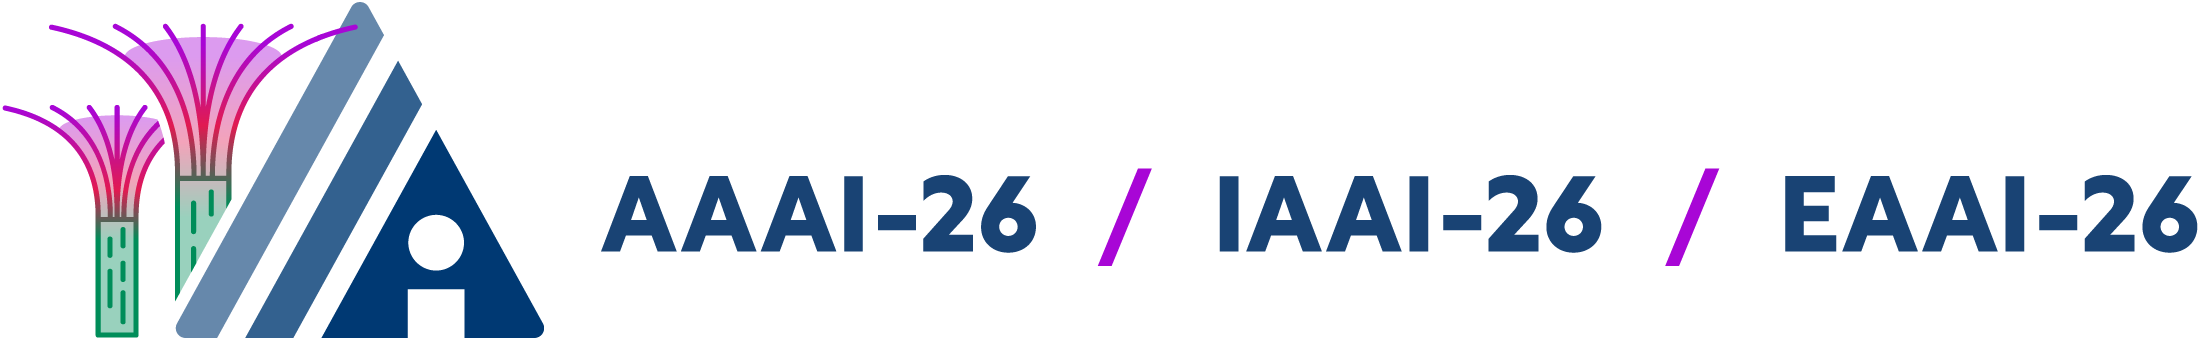 AAAI-26 / IAAI-26 / EAAI-26